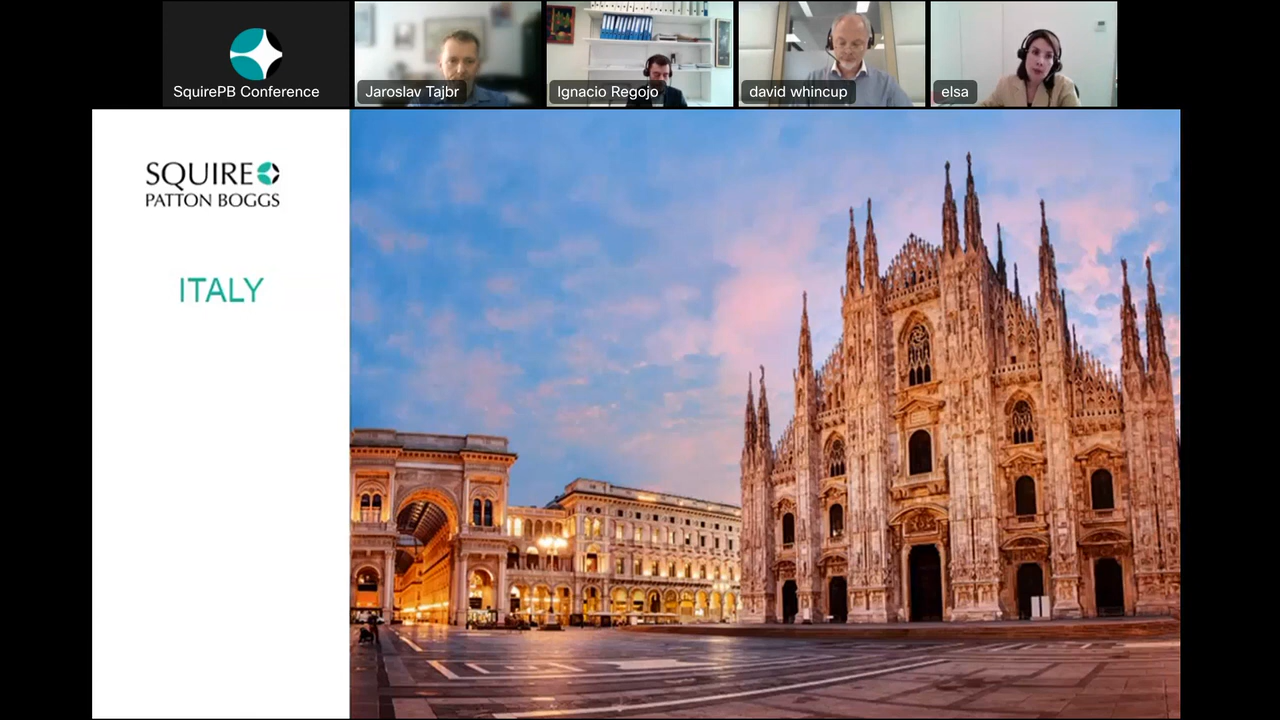 SquirePB Conference
Jaroslav Tajbr
Ignacio Regojo
david whincup
elsa
SQUIRE
PATTON BOGGS
ITALY